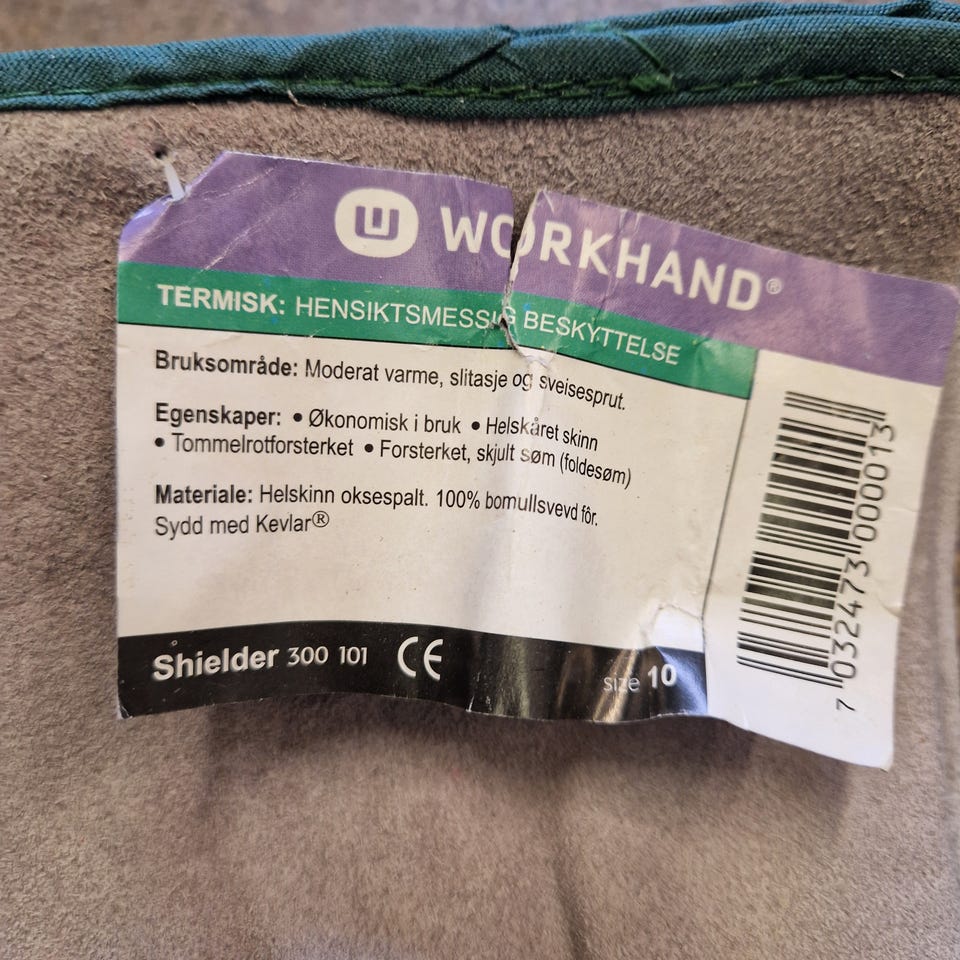 WORKHAND®
TERMISK: HENSIKTSMESSIG BESKYTTELSE
Bruksområde: Moderat varme, slitasje og sveisesprut.
Egenskaper: • Økonomisk i bruk • Helskåret skinn
• Tommelrotforsterket • Forsterket, skjult søm (foldesøm)
Materiale: Helskinn oksespalt. 100% bomullsvevd fôr.
Sydd med Kevlar®
Shielder 300 101 CE
size 10
7 032473 000013